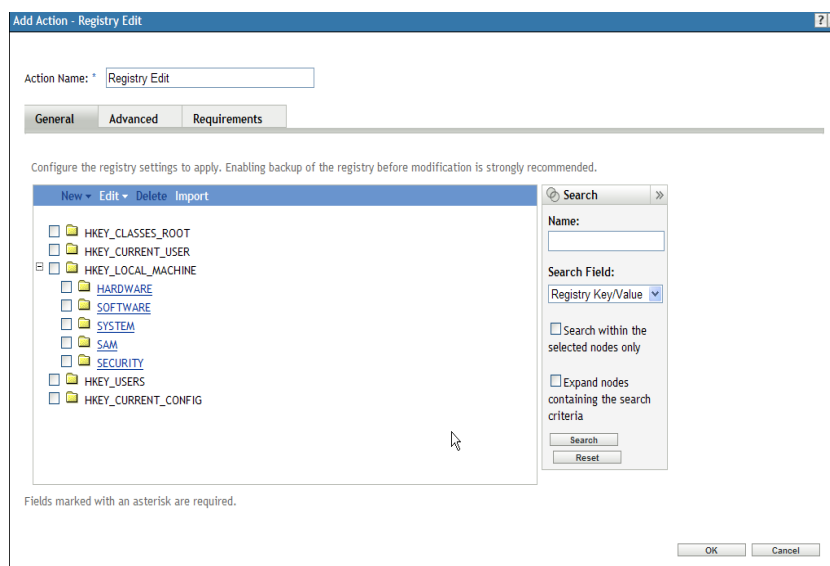 Add Action - Registry Edit
?
Action Name: *
Registry Edit
General
Advanced
Requirements
Configure the registry settings to apply. Enabling backup of the registry before modification is strongly recommended.
New Edit Delete Import
HKEY_CLASSES_ROOT
HKEY_CURRENT_USER
HKEY_LOCAL_MACHINE
HARDWARE
SOFTWARE
SYSTEM
SAM
SECURITY
HKEY_USERS
HKEY_CURRENT_CONFIG
Search »
Name:
Search Field:
Registry Key/Value
Search within the
selected nodes only
Expand nodes
containing the search
criteria
Search
Reset
Fields marked with an asterisk are required.
OK
Cancel